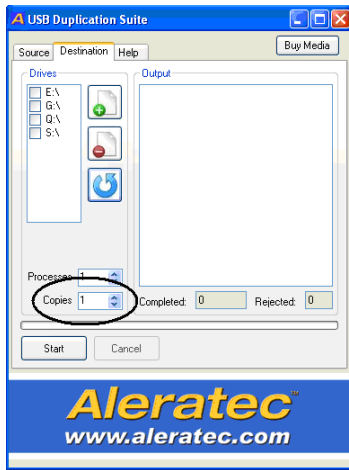 A USB Duplication Suite
Source Destination Help
Buy Media
Drives
Output
E:\
G:\
Q:\
S:\
Processes 1
Copies 1
Completed: 0 Rejected: 0
Start Cancel
Aleratec™
www.aleratec.com